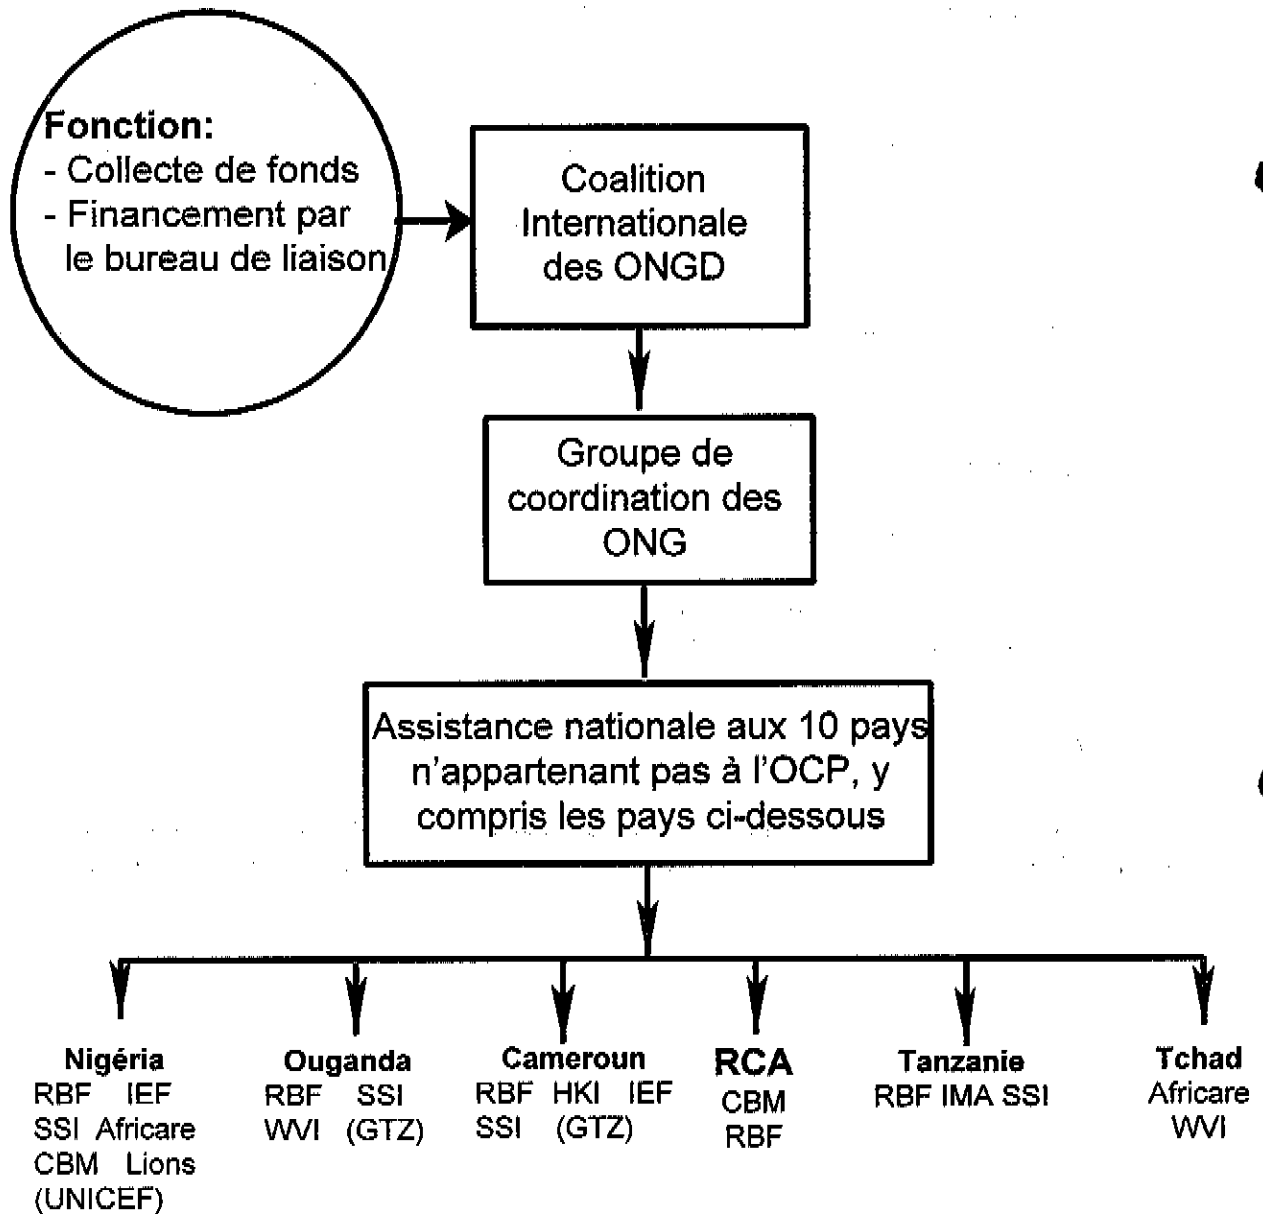 Fonction:
- Collecte de fonds
- Financement par
le bureau de liaison
Coalition
Internationale
des ONGD
Groupe de
coordination des
ONG
Assistance nationale aux 10 pays
n'appartenant pas à l'OCP, y
compris les pays ci-dessous
Nigéria
RBF IEF
SSI Africare
CBM Lions
(UNICEF)
Ouganda
RBF SSI
WVI (GTZ)
Cameroun
RBF HKI IEF
SSI (GTZ)
RCA
CBM
RBF
Tanzanie
RBF IMA SSI
Tchad
Africare
WVI